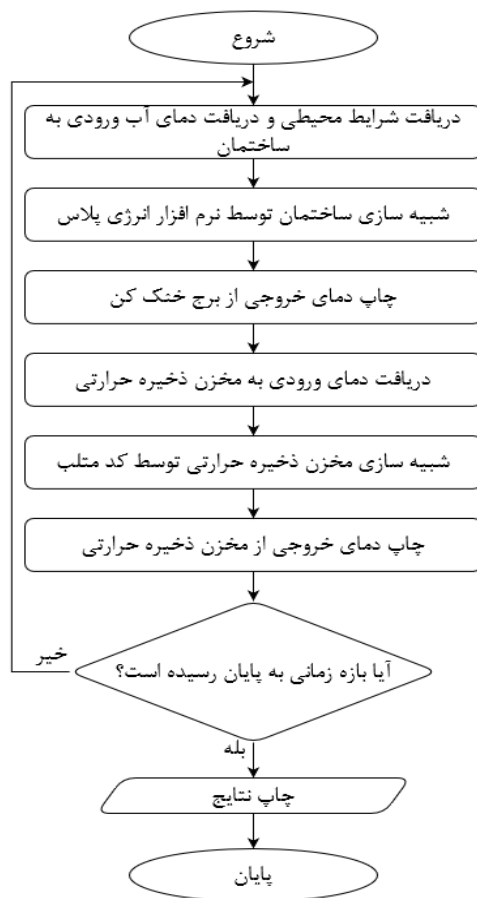 شروع
دریافت شرایط محیطی و دریافت دمای آب ورودی به
ساختمان
شبیه سازی ساختمان توسط نرم افزار انرژی پلاس
چاپ دمای خروجی از برج خنک کن
دریافت دمای ورودی به مخزن ذخیره حرارتی
شبیه سازی مخزن ذخیره حرارتی توسط کد متلب
چاپ دمای خروجی از مخزن ذخیره حرارتی
آیا بازه زمانی به پایان رسیده است؟
خیر
بله
چاپ نتایج
پایان